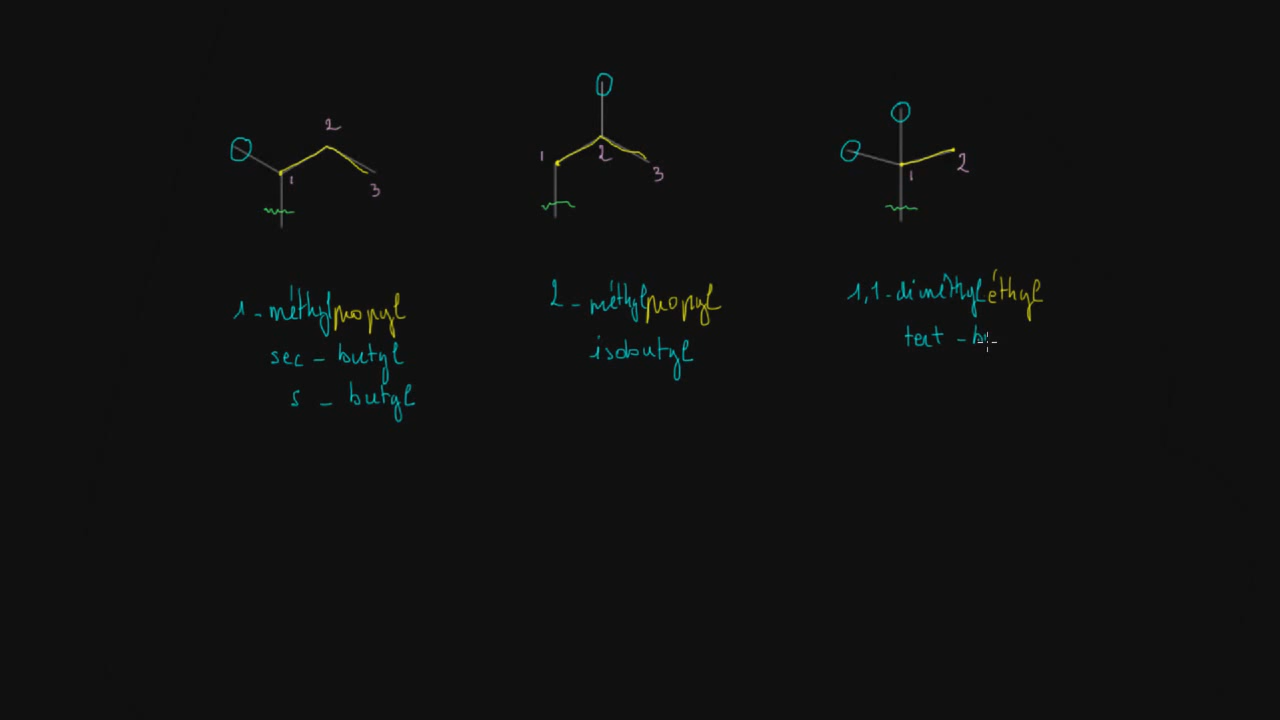 2
1
3
1
2
3
1
2
1-méthylpropyl
sec - butyl
s - butyl
2 - méthylpropyl
isobutyl
1,1-diméthyléthyl
tert - b